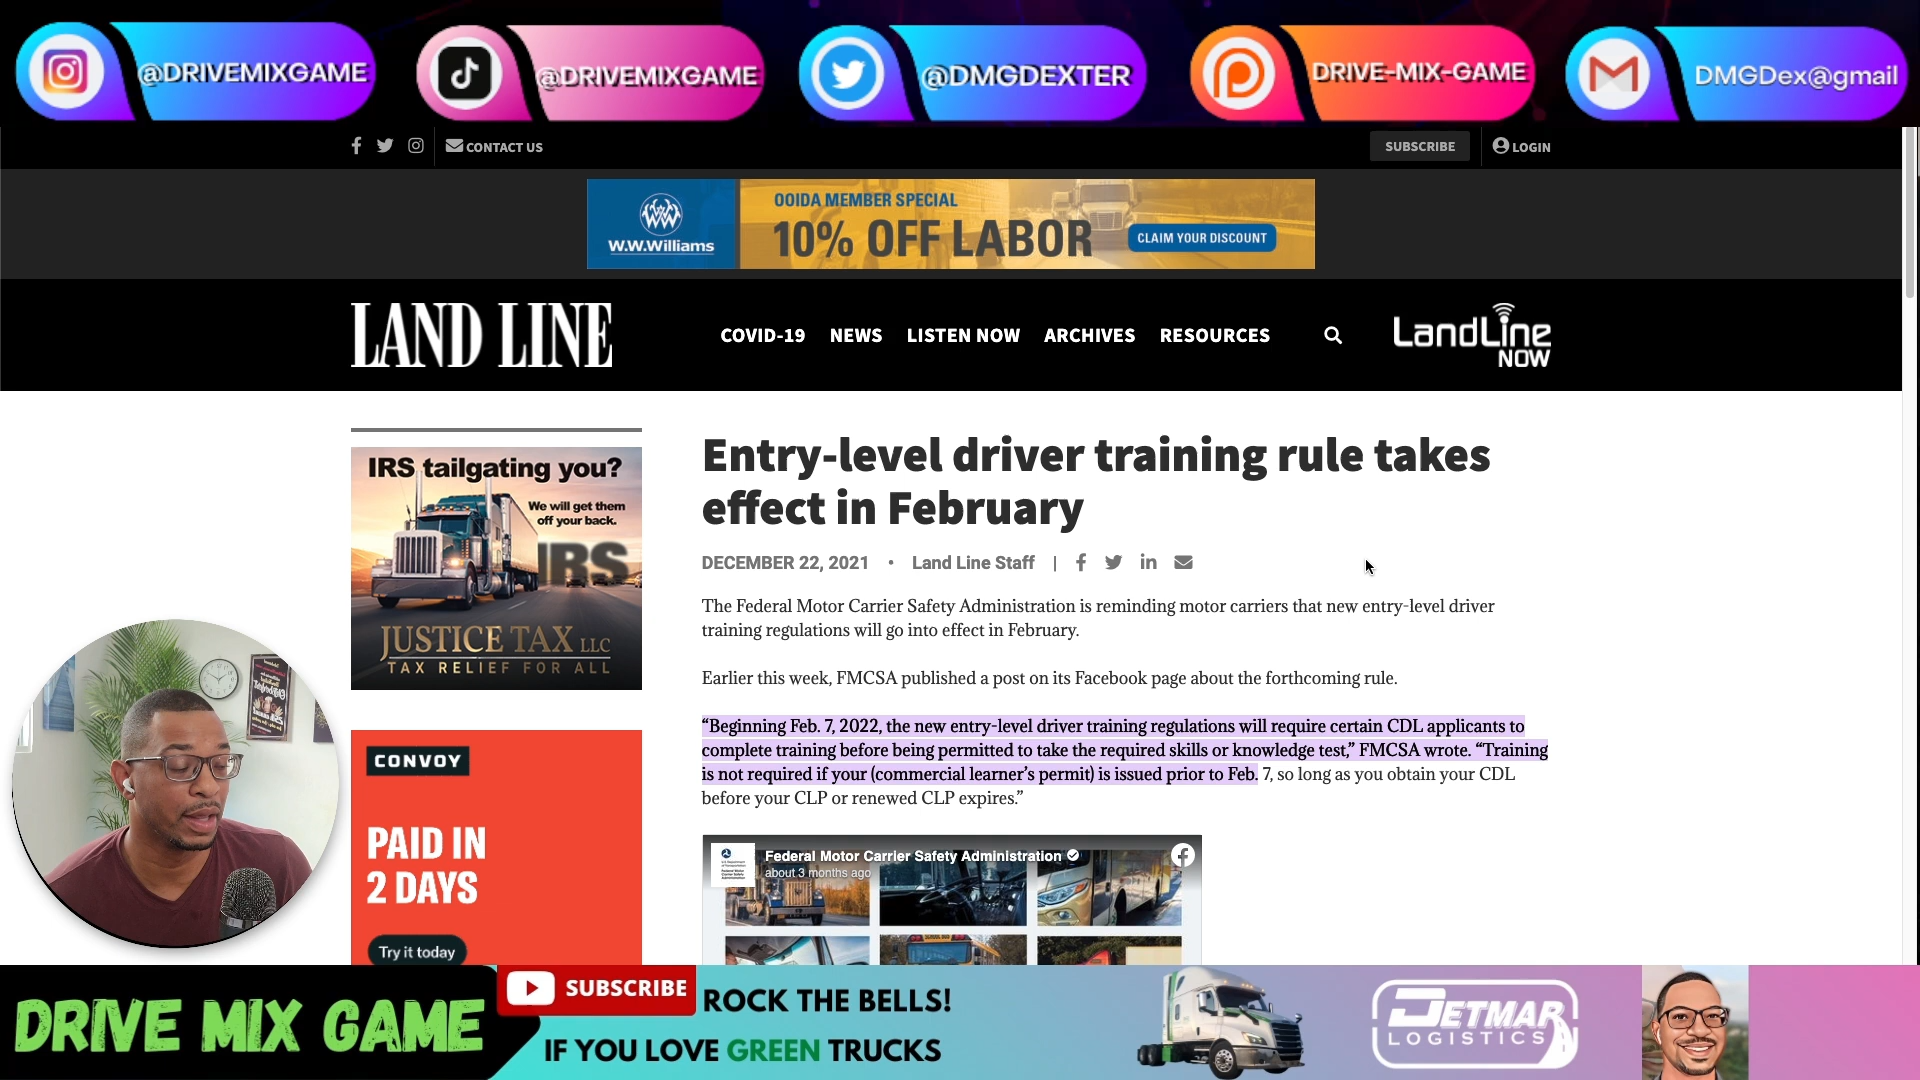 @DRIVEMIXGAME
@DRIVEMIXGAME
@DMGDEXTER
DRIVE-MIX-GAME
DMGDex@gmail
CONTACT US
SUBSCRIBE
LOGIN
W.W.Williams
OOIDA MEMBER SPECIAL
10% OFF LABOR
CLAIM YOUR DISCOUNT
LAND LINE
COVID-19 NEWS LISTEN NOW ARCHIVES RESOURCES
LandLine
NOW
IRS tailgating you?
We will get them
off your back.
IRS
JUSTICE TAX LLC
TAX RELIEF FOR ALL
CONVOY
PAID IN
2 DAYS
Try it today
Entry-level driver training rule takes
effect in February
DECEMBER 22, 2021 • Land Line Staff |
The Federal Motor Carrier Safety Administration is reminding motor carriers that new entry-level driver
training regulations will go into effect in February.
Earlier this week, FMCSA published a post on its Facebook page about the forthcoming rule.
“Beginning Feb. 7, 2022, the new entry-level driver training regulations will require certain CDL applicants to
complete training before being permitted to take the required skills or knowledge test,” FMCSA wrote. “Training
is not required if your (commercial learner’s permit) is issued prior to Feb. 7, so long as you obtain your CDL
before your CLP or renewed CLP expires.”
Federal Motor Carrier Safety Administration
about 3 months ago
DRIVE MIX GAME
SUBSCRIBE
ROCK THE BELLS!
IF YOU LOVE GREEN TRUCKS
JETMAR
LOGISTICS